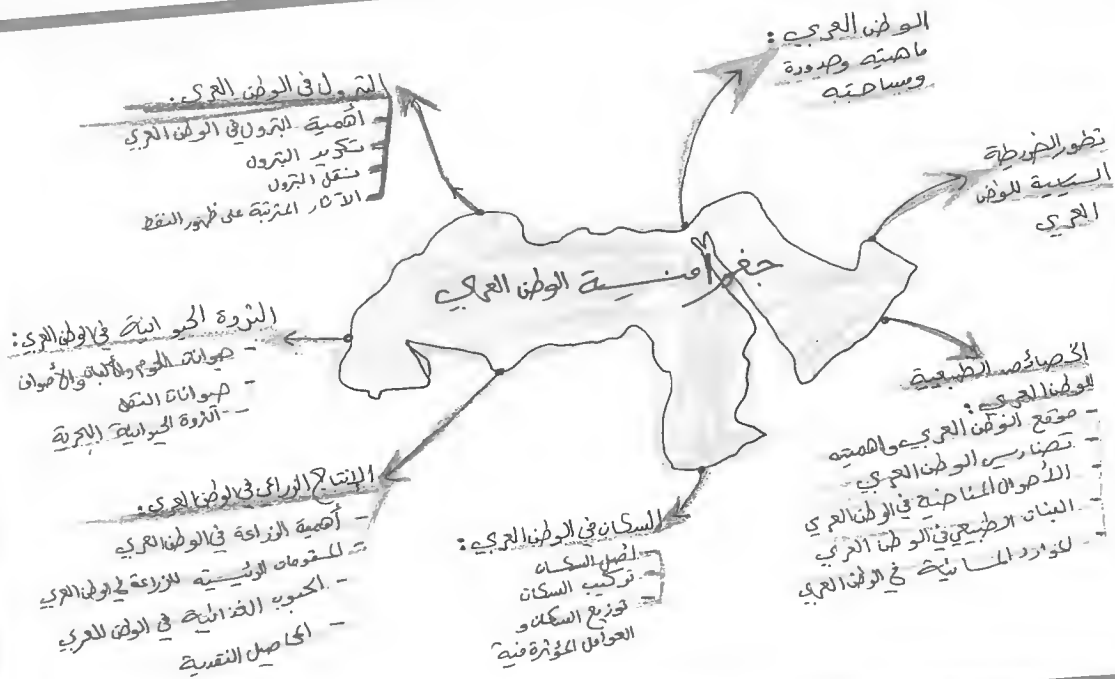 جغرافية الوطن العربي
الوطن العربي:
ماهيته وحدوده
ومساحته
تطور الخريطة
السياسية للوطن
العربي
الخصائص الطبيعية
للوطن العربي:
- موقع الوطن العربي وأهميته
- تضاريس الوطن العربي
- الأحوال المناخية في الوطن العربي
- النبات الطبيعي في الوطن العربي
- الموارد المائية في الوطن العربي
السكان في الوطن العربي:
- أصل السكان
- تركيب السكان
- توزيع السكان و
العوامل المؤثرة فيه
الإنتاج الزراعي في الوطن العربي:
- أهمية الزراعة في الوطن العربي
- المقومات الرئيسية للزراعة في الوطن العربي
- الحبوب الغذائية في الوطن العربي
- المحاصيل النقدية
الثروة الحيوانية في الوطن العربي:
- حيوانات اللحوم والألبان والأصواف
- حيوانات النقل
- الثروة الحيوانية البحرية
البترول في الوطن العربي:
- أهمية البترول في الوطن العربي
- تكرير البترول
- نقل البترول
- الآثار المترتبة على ظهور النفط